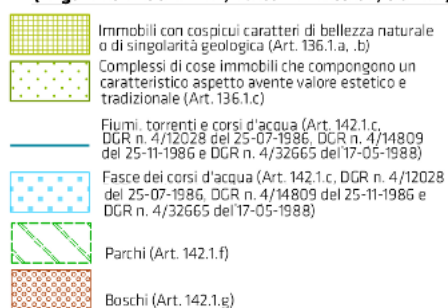 Immobili con cospicui caratteri di bellezza naturale
o di singolarità geologica (Art. 136.1.a, .b)
Complessi di cose immobili che compongono un
caratteristico aspetto avente valore estetico e
tradizionale (Art. 136.1.c)
Fiumi. torrenti e corsi d'acqua (Art. 142.1.c,
DGR n. 4/12028 del 25-07-1986, DGR n. 4/14809
del 25-11-1986 e DGR n. 4/32665 del 17-05-1988)
Fasce dei corsi d'acqua (Art. 142.1.c, DGR n. 4/12028
del 25-07-1986, DGR n. 4/14809 del 25-11-1986 e
DGR n. 4/32665 del 17-05-1988)
Parchi (Art. 142.1.f)
Boschi (Art. 142.1.g)